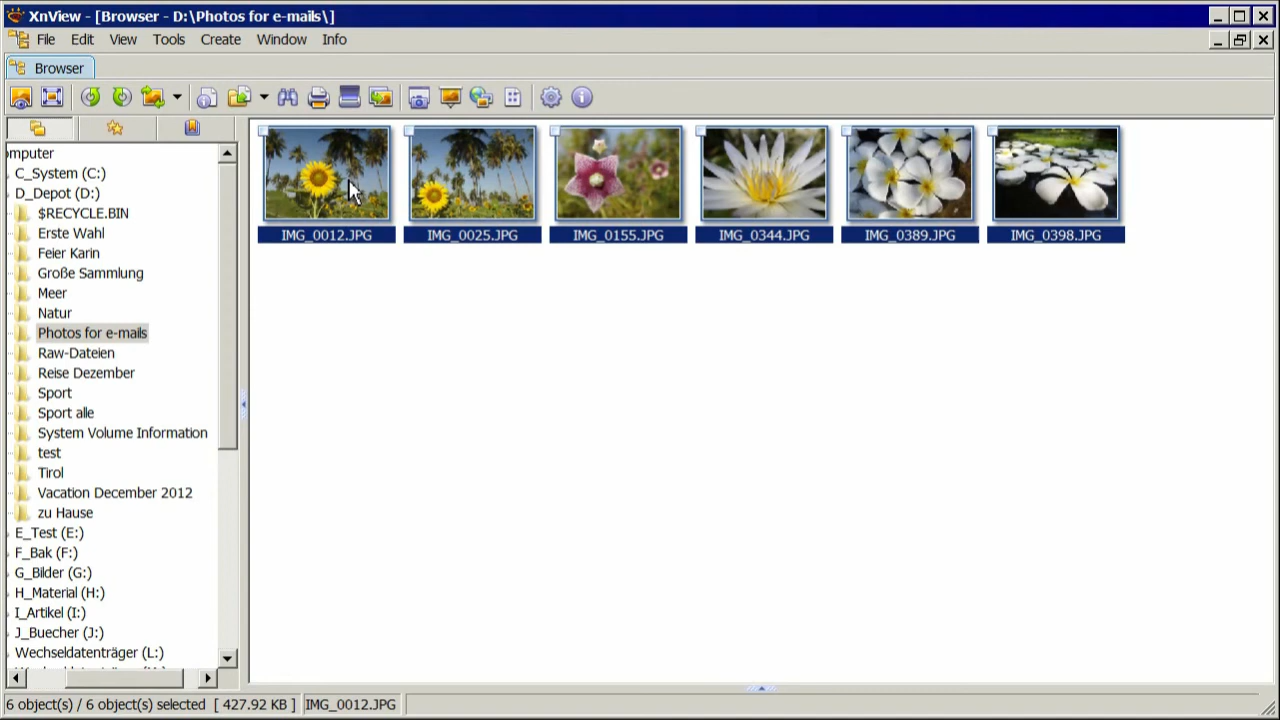 XnView - [Browser - D:\Photos for e-mails\]
File Edit View Tools Create Window Info
Browser
omputer
C_System (C:)
D_Depot (D:)
$RECYCLE.BIN
Erste Wahl
Feier Karin
Große Sammlung
Meer
Natur
Photos for e-mails
Raw-Dateien
Reise Dezember
Sport
Sport alle
System Volume Information
test
Tirol
Vacation December 2012
zu Hause
E_Test (E:)
F_Bak (F:)
G_Bilder (G:)
H_Material (H:)
I_Artikel (I:)
J_Buecher (J:)
Wechseldatenträger (L:)
IMG_0012.JPG IMG_0025.JPG IMG_0155.JPG IMG_0344.JPG IMG_0389.JPG IMG_0398.JPG
6 object(s) / 6 object(s) selected [ 427.92 KB ] IMG_0012.JPG